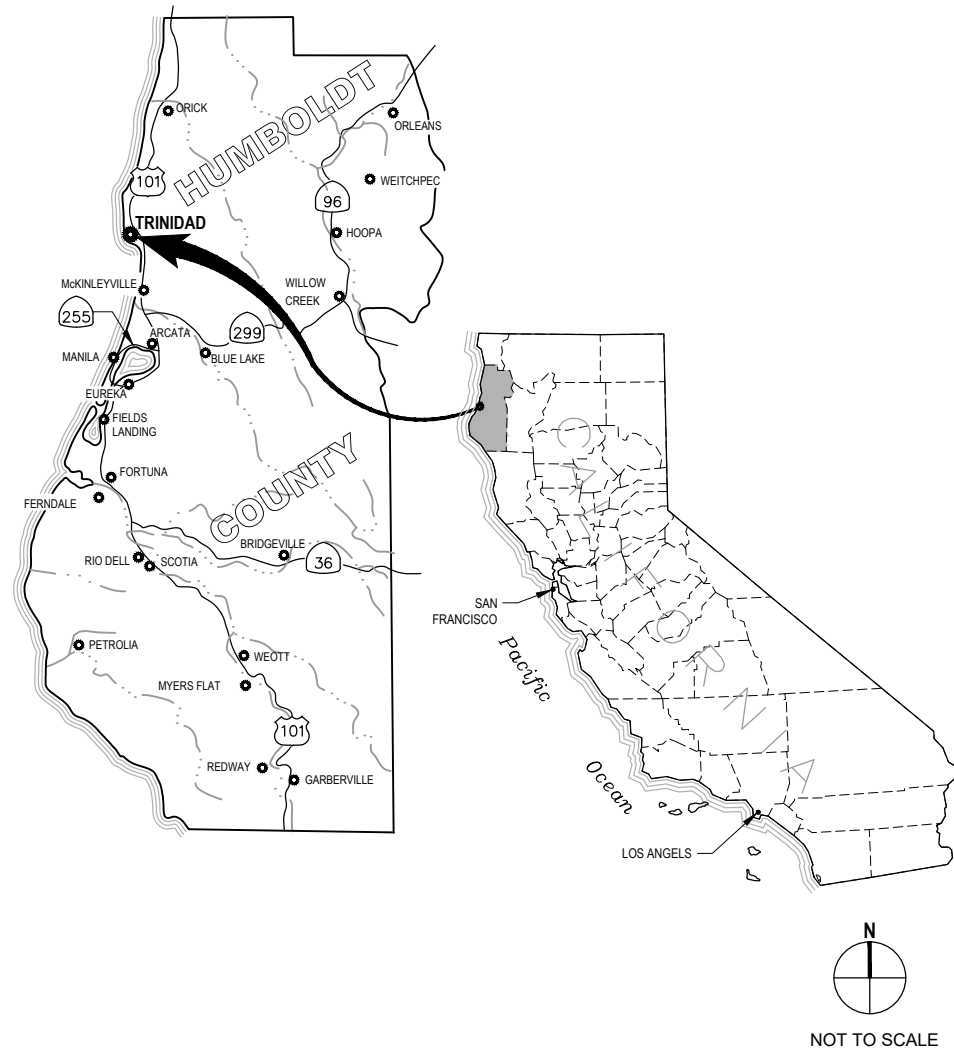 ORICK
ORLEANS
HUMBOLDT
101
WEITCHPEC
96
TRINIDAD
HOOPA
McKINLEYVILLE
WILLOW
CREEK
255
299
ARCATA
MANILA
BLUE LAKE
EUREKA
FIELDS
LANDING
COUNTY
FORTUNA
FERNDALE
BRIDGEVILLE
RIO DELL
SCOTIA
36
PETROLIA
WEOTT
MYERS FLAT
101
REDWAY
GARBERVILLE
CALIFORNIA
SAN
FRANCISCO
Pacific
Ocean
LOS ANGELS
N
NOT TO SCALE